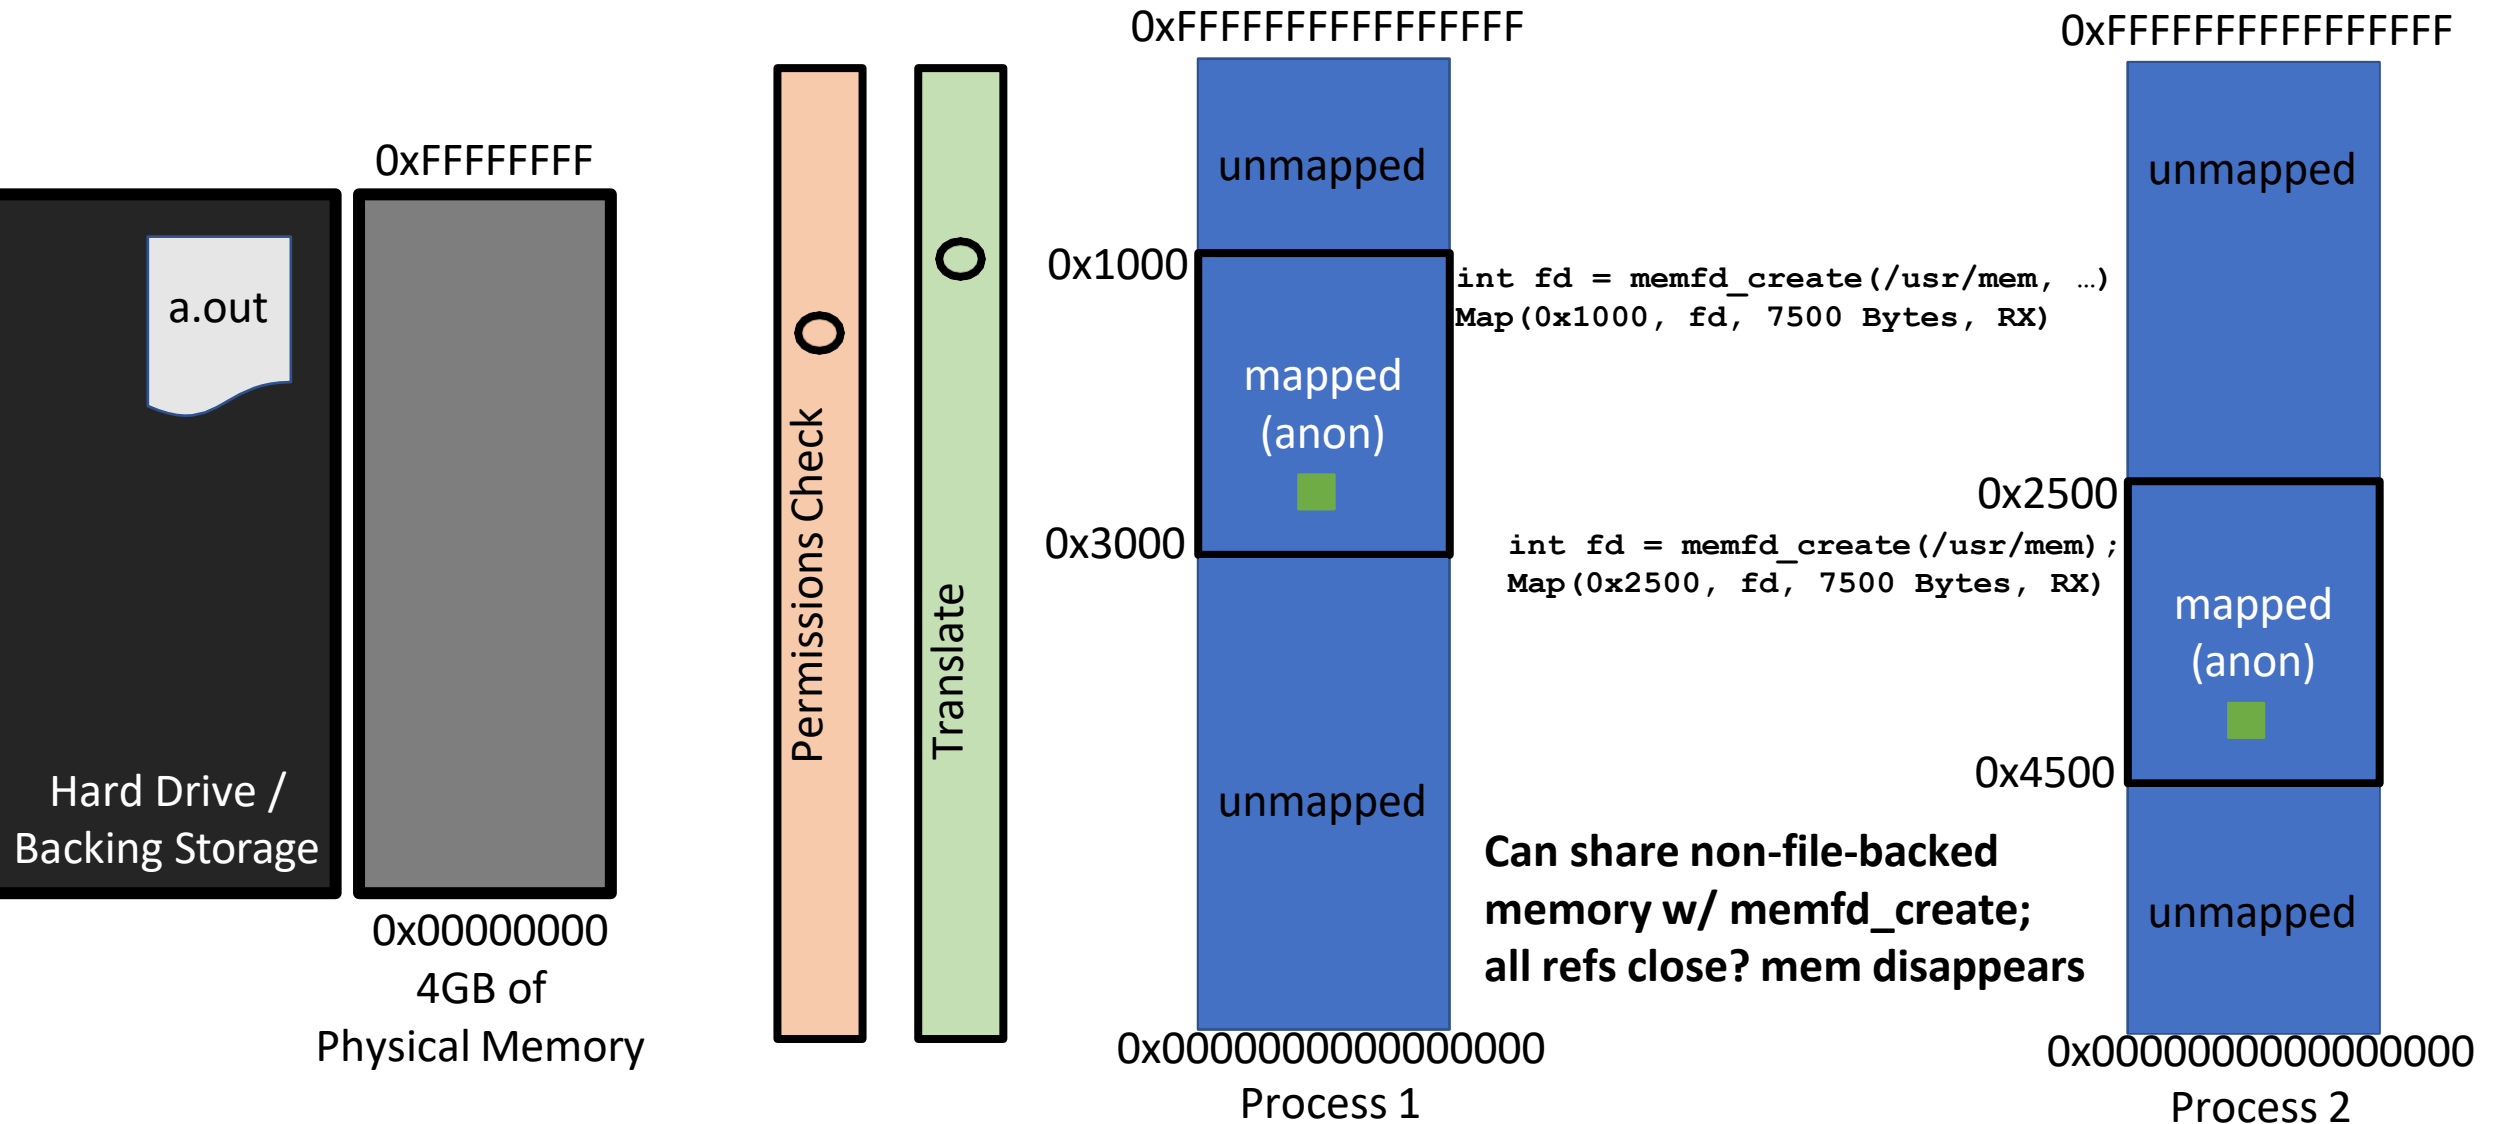 a.out
Hard Drive /
Backing Storage
0xFFFFFFFF
0x00000000
4GB of
Physical Memory
Permissions Check
Translate
0xFFFFFFFFFFFFFFFF
unmapped
0x1000
mapped
(anon)
0x3000
unmapped
0x0000000000000000
Process 1
int fd = memfd_create(/usr/mem, …)
Map(0x1000, fd, 7500 Bytes, RX)
int fd = memfd_create(/usr/mem);
Map(0x2500, fd, 7500 Bytes, RX)
Can share non-file-backed
memory w/ memfd_create;
all refs close? mem disappears
0xFFFFFFFFFFFFFFFF
unmapped
0x2500
mapped
(anon)
0x4500
unmapped
0x0000000000000000
Process 2